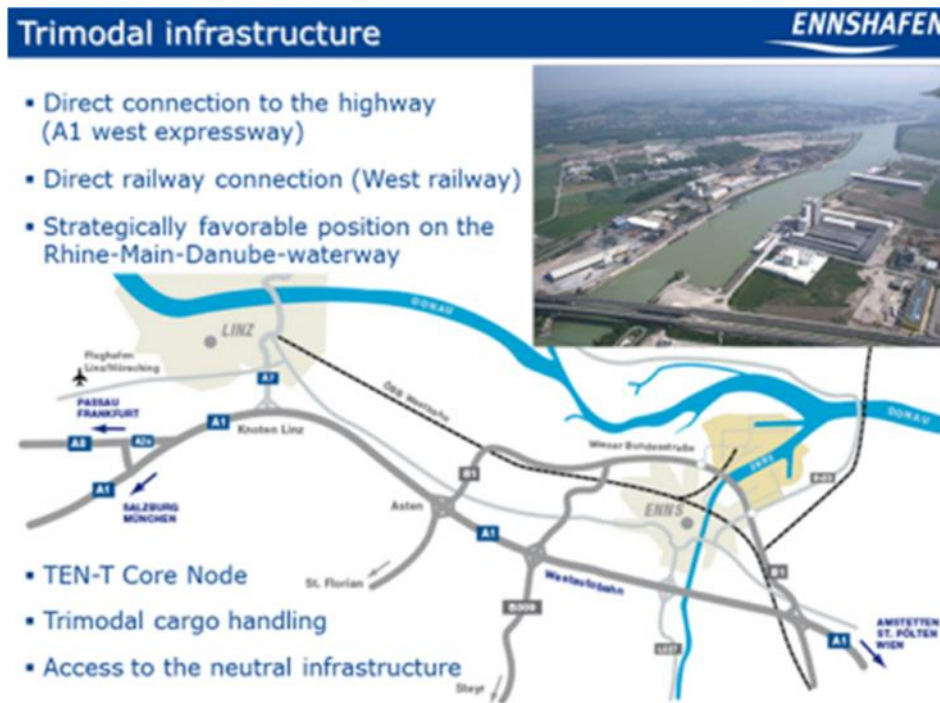 Trimodal infrastructure
ENNSHAFEN
▪ Direct connection to the highway
(A1 west expressway)
▪ Direct railway connection (West railway)
▪ Strategically favorable position on the
Rhine-Main-Danube-waterway
DONAU
LINZ
Flughafen
Linz/Hörsching
A7
PASSAU
FRANKFURT
ÖBB Westbahn
DONAU
A1
Knoten Linz
A8
A25
Wiener Bundesstraße
ENNS
B1
A1
SALZBURG
MÜNCHEN
Asten
ENNS
A1
St. Florian
Westautobahn
B1
▪ TEN-T Core Node
B309
▪ Trimodal cargo handling
AMSTETTEN
ST. PÖLTEN
WIEN
A1
▪ Access to the neutral infrastructure
Steyr